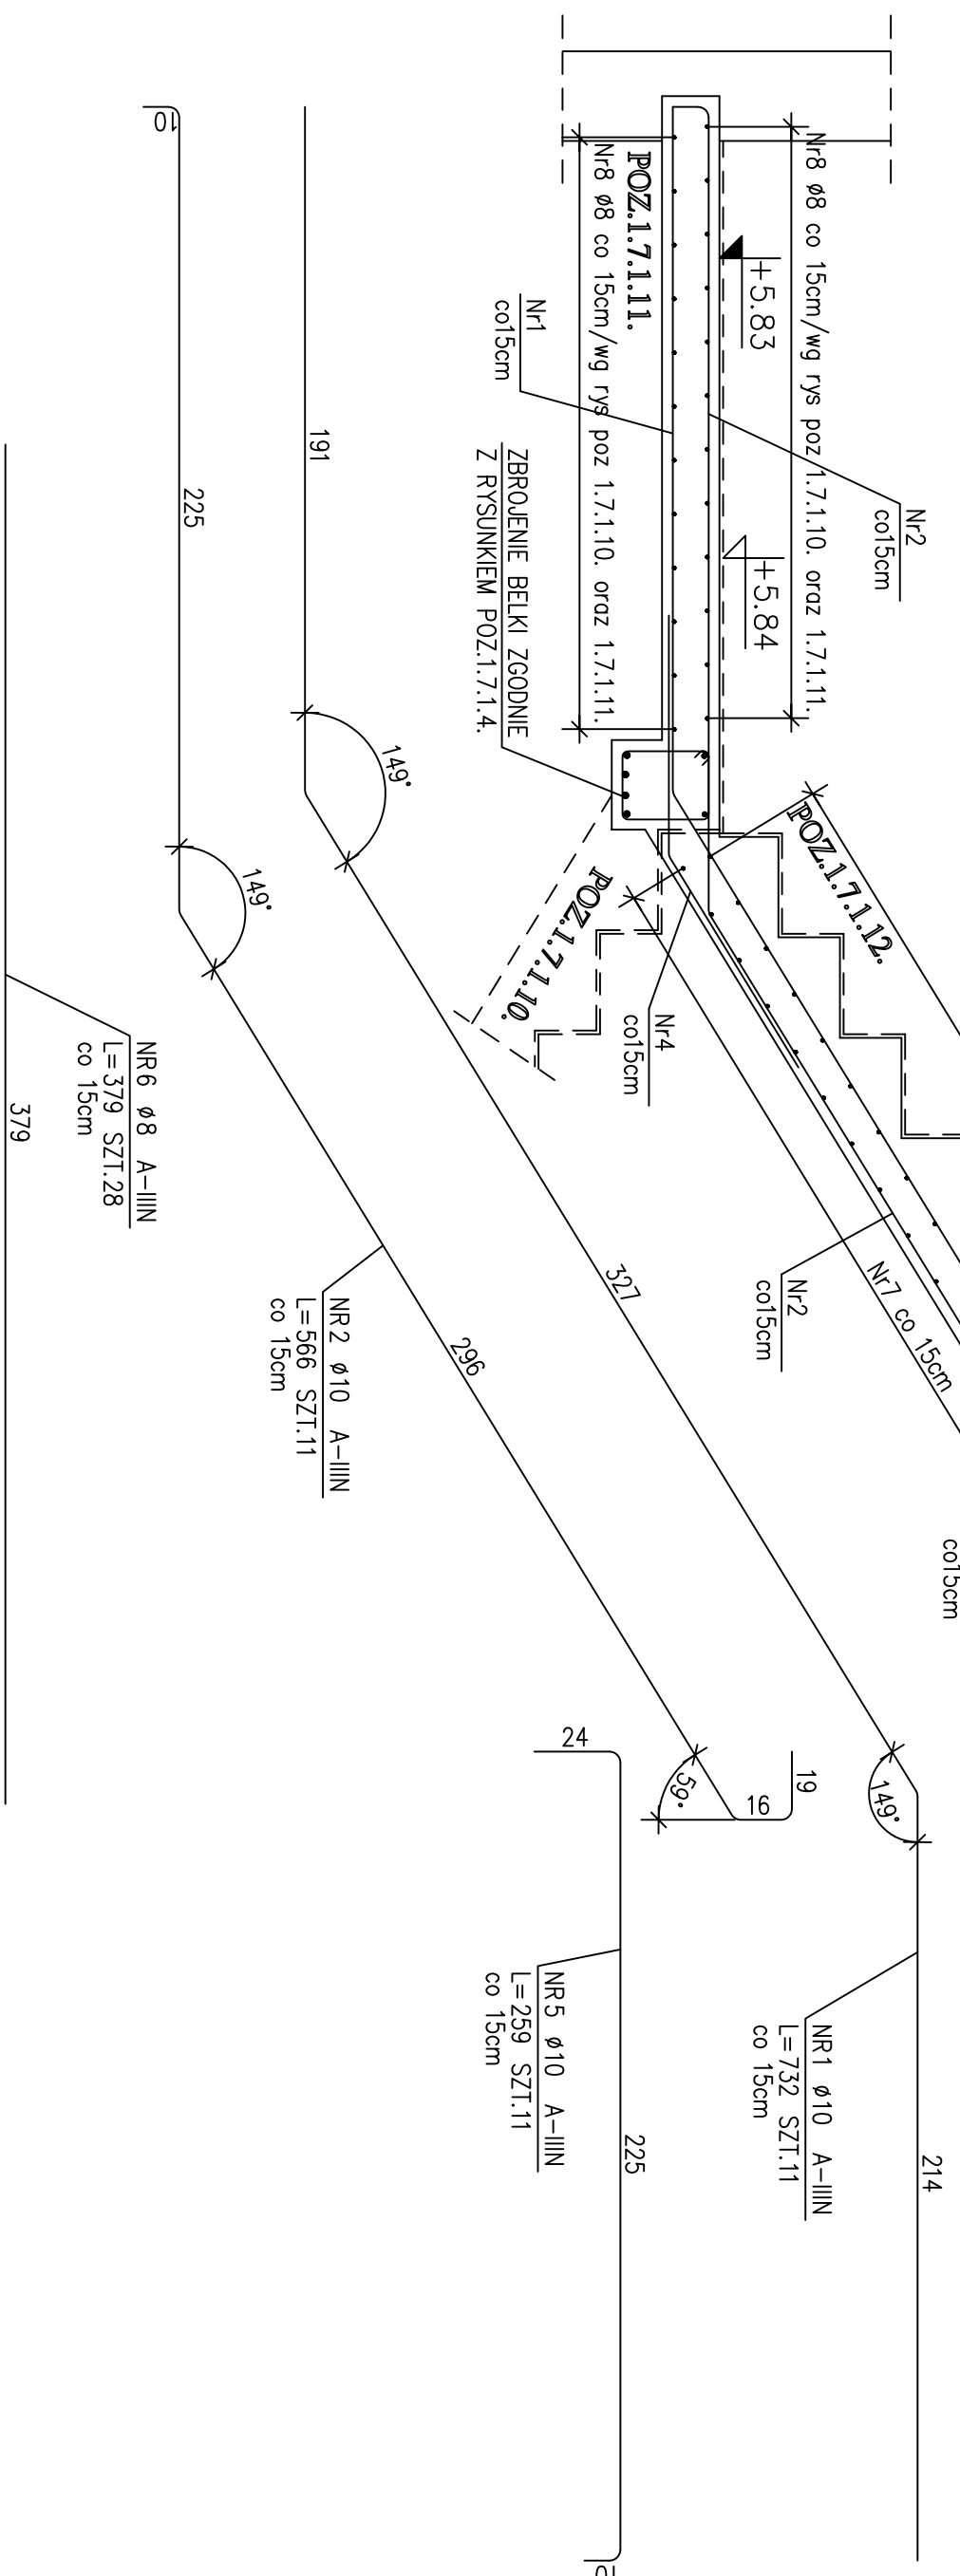 Nr8 ø8 co 15cm/wg rys poz 1.7.1.10. oraz 1.7.1.11.
+5.83
+5.84
Nr2
co15cm
POZ.1.7.1.11.
Nr8 ø8 co 15cm/wg rys poz 1.7.1.10. oraz 1.7.1.11.
Nr1
co15cm
ZBROJENIE BELKI ZGODNIE
Z RYSUNKIEM POZ.1.7.1.4.
POZ.1.7.1.12.
POZ.1.7.1.10.
Nr4
co15cm
Nr2
co15cm
Nr7 co 15cm
co15cm
191
149°
327
149°
214
NR1 ø10 A-IIIN
L=732 SZT.11
co 15cm
10
225
149°
296
59°
16
19
NR2 ø10 A-IIIN
L=566 SZT.11
co 15cm
24
225
10
NR5 ø10 A-IIIN
L=259 SZT.11
co 15cm
379
NR6 ø8 A-IIIN
L=379 SZT.28
co 15cm